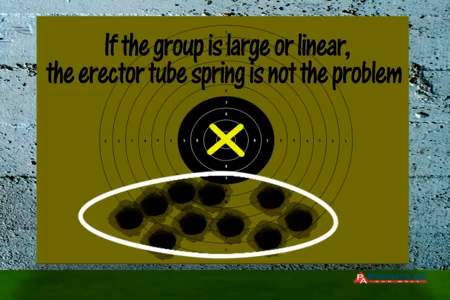 If the group is large or linear,
the erector tube spring is not the problem